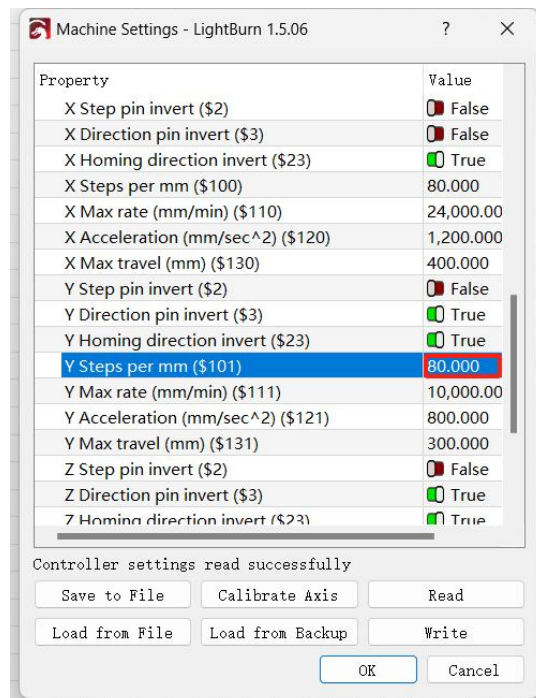 Machine Settings - LightBurn 1.5.06 ?
Property Value
X Step pin invert ($2) False
X Direction pin invert ($3) False
X Homing direction invert ($23) True
X Steps per mm ($100) 80.000
X Max rate (mm/min) ($110) 24,000.00
X Acceleration (mm/sec^2) ($120) 1,200.000
X Max travel (mm) ($130) 400.000
Y Step pin invert ($2) False
Y Direction pin invert ($3) True
Y Homing direction invert ($23) True
Y Steps per mm ($101) 80.000
Y Max rate (mm/min) ($111) 10,000.00
Y Acceleration (mm/sec^2) ($121) 800.000
Y Max travel (mm) ($131) 300.000
Z Step pin invert ($2) False
Z Direction pin invert ($3) True
Z Homing direction invert ($23) True
Controller settings read successfully
Save to File Calibrate Axis Read
Load from File Load from Backup Write
OK Cancel